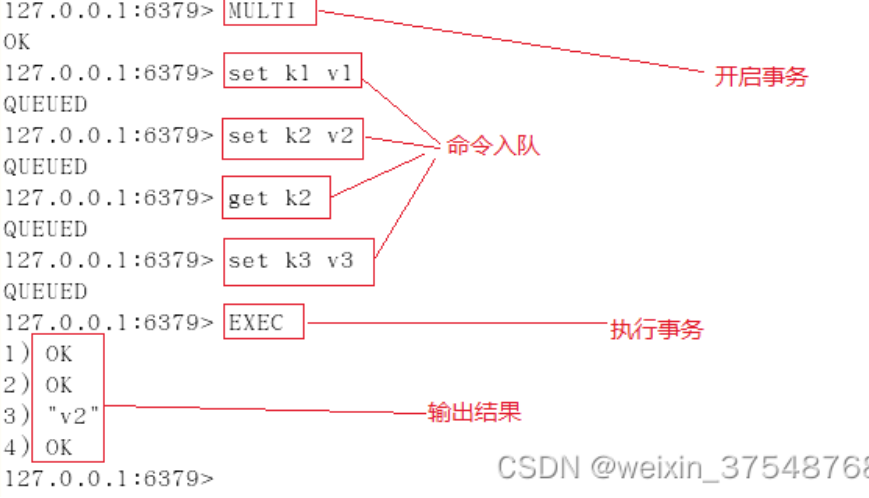 127.0.0.1:6379> MULTI
开启事务
OK
127.0.0.1:6379> set k1 v1
QUEUED
127.0.0.1:6379> set k2 v2
命令入队
QUEUED
127.0.0.1:6379> get k2
QUEUED
127.0.0.1:6379> set k3 v3
QUEUED
127.0.0.1:6379> EXEC
执行事务
1) OK
2) OK
3) "v2"
输出结果
4) OK
127.0.0.1:6379>
CSDN @weixin_37548768